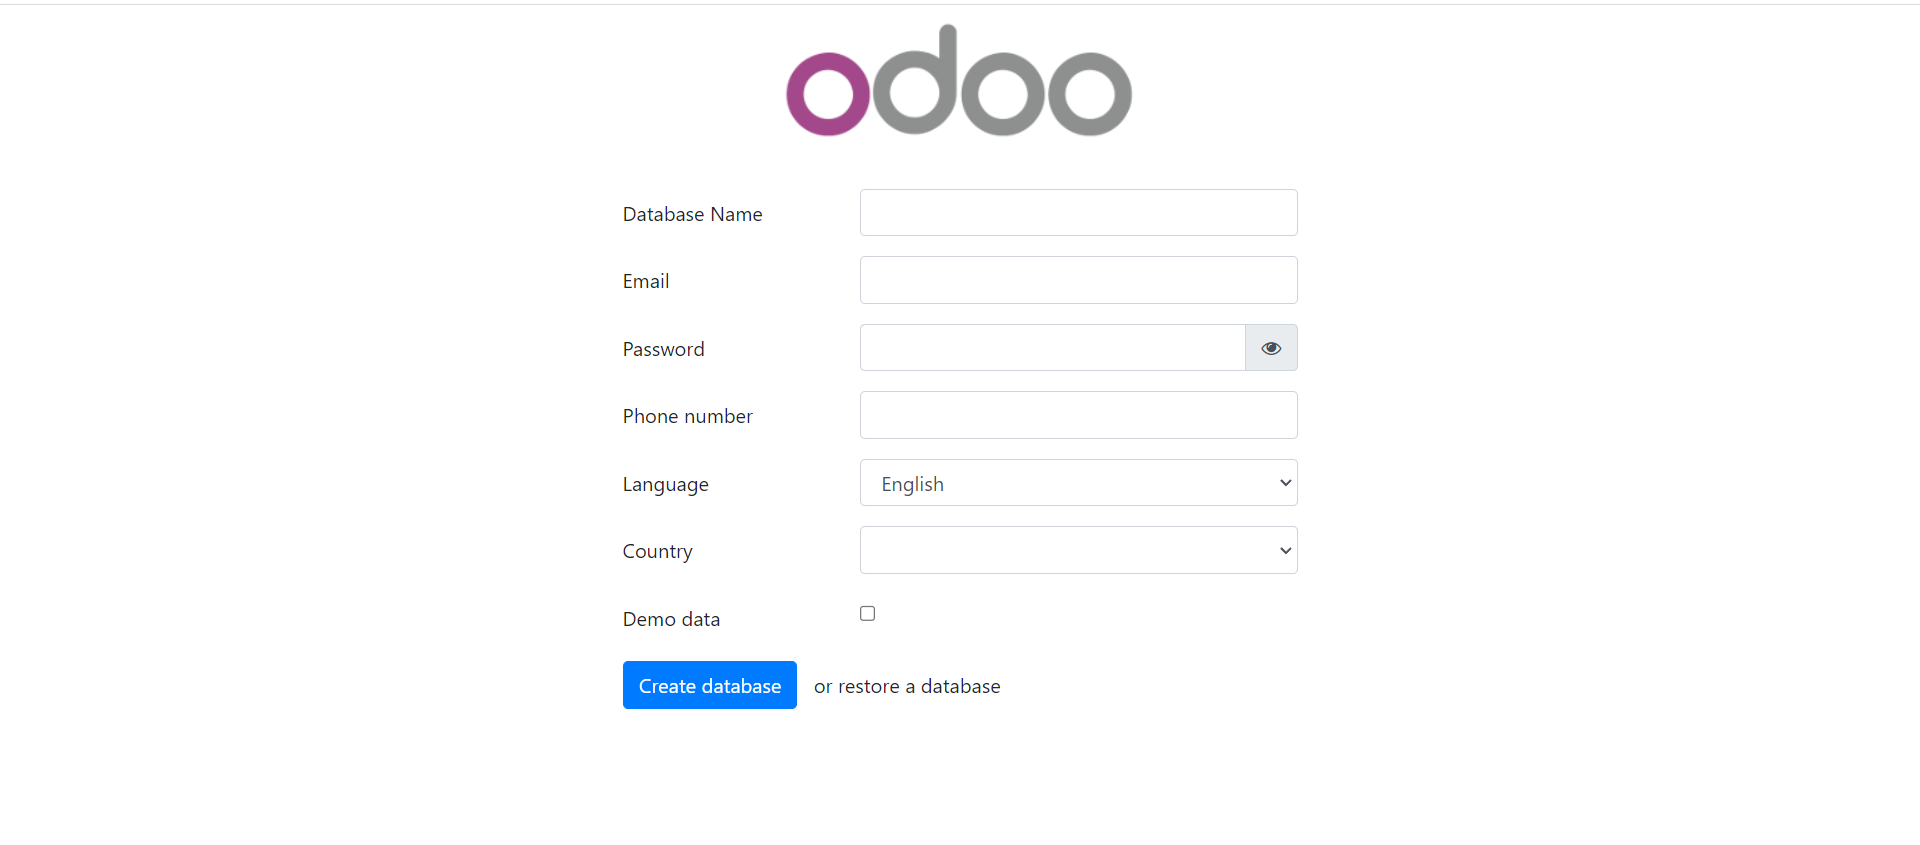 odoo
Database Name
Email
Password
Phone number
Language English
Country
Demo data
Create database or restore a database